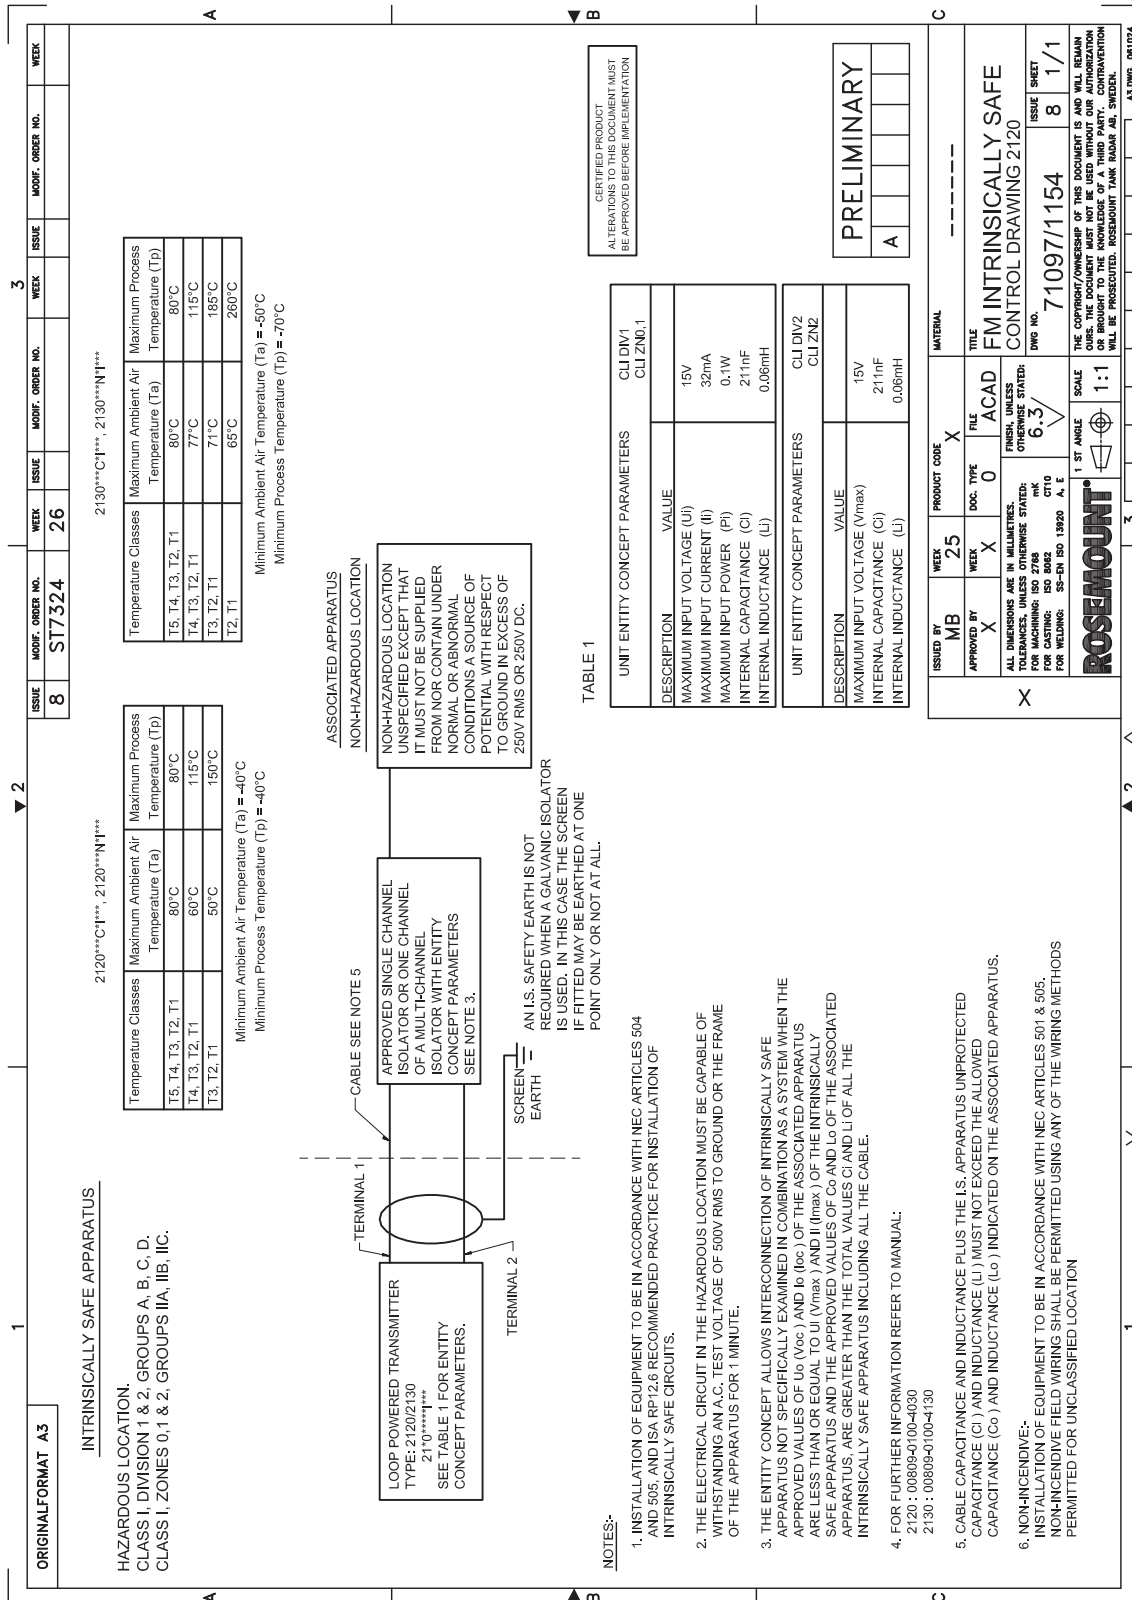 ORIGINALFORMAT A3
1
2
3
A
B
C
ISSUE MODIF. ORDER NO. WEEK ISSUE MODIF. ORDER NO. WEEK ISSUE MODIF. ORDER NO. WEEK
8 ST7324 26
INTRINSICALLY SAFE APPARATUS
HAZARDOUS LOCATION.
CLASS I, DIVISION 1 & 2, GROUPS A, B, C, D.
CLASS I, ZONES 0,1 & 2, GROUPS IIA, IIB, IIC.
2120***C*I***, 2120***N*I***
Temperature Classes Maximum Ambient Air Temperature (Ta) Maximum Process Temperature (Tp)
T5, T4, T3, T2, T1 80°C 80°C
T4, T3, T2, T1 60°C 115°C
T3, T2, T1 50°C 150°C
Minimum Ambient Air Temperature (Ta) = -40°C
Minimum Process Temperature (Tp) = -40°C
2130***C*I***, 2130***N*I***
Temperature Classes Maximum Ambient Air Temperature (Ta) Maximum Process Temperature (Tp)
T5, T4, T3, T2, T1 80°C 80°C
T4, T3, T2, T1 77°C 115°C
T3, T2, T1 71°C 185°C
T2, T1 65°C 260°C
Minimum Ambient Air Temperature (Ta) = -50°C
Minimum Process Temperature (Tp) = -70°C
LOOP POWERED TRANSMITTER
TYPE: 2120/2130
21*0*****I***
SEE TABLE 1 FOR ENTITY
CONCEPT PARAMETERS.
TERMINAL 1
TERMINAL 2
CABLE SEE NOTE 5
SCREEN
EARTH
APPROVED SINGLE CHANNEL
ISOLATOR OR ONE CHANNEL
OF A MULTI-CHANNEL
ISOLATOR WITH ENTITY
CONCEPT PARAMETERS
SEE NOTE 3.
AN I.S. SAFETY EARTH IS NOT
REQUIRED WHEN A GALVANIC ISOLATOR
IS USED. IN THIS CASE THE SCREEN
IF FITTED MAY BE EARTHED AT ONE
POINT ONLY OR NOT AT ALL.
ASSOCIATED APPARATUS
NON-HAZARDOUS LOCATION
NON-HAZARDOUS LOCATION
UNSPECIFIED EXCEPT THAT
IT MUST NOT BE SUPPLIED
FROM NOR CONTAIN UNDER
NORMAL OR ABNORMAL
CONDITIONS A SOURCE OF
POTENTIAL WITH RESPECT
TO GROUND IN EXCESS OF
250V RMS OR 250V DC.
NOTES:-
1. INSTALLATION OF EQUIPMENT TO BE IN ACCORDANCE WITH NEC ARTICLES 504
AND 505, AND ISA RP12.6 RECOMMENDED PRACTICE FOR INSTALLATION OF
INTRINSICALLY SAFE CIRCUITS.
2. THE ELECTRICAL CIRCUIT IN THE HAZARDOUS LOCATION MUST BE CAPABLE OF
WITHSTANDING AN A.C. TEST VOLTAGE OF 500V RMS TO GROUND OR THE FRAME
OF THE APPARATUS FOR 1 MINUTE.
3. THE ENTITY CONCEPT ALLOWS INTERCONNECTION OF INTRINSICALLY SAFE
APPARATUS NOT SPECIFICALLY EXAMINED IN COMBINATION AS A SYSTEM WHEN THE
APPROVED VALUES OF Uo (Voc ) AND Io (Ioc ) OF THE ASSOCIATED APPARATUS
ARE LESS THAN OR EQUAL TO Ui (Vmax ) AND Ii (Imax ) OF THE INTRINSICALLY
SAFE APPARATUS AND THE APPROVED VALUES OF Co AND Lo OF THE ASSOCIATED
APPARATUS, ARE GREATER THAN THE TOTAL VALUES Ci AND Li OF ALL THE
INTRINSICALLY SAFE APPARATUS INCLUDING ALL THE CABLE.
4. FOR FURTHER INFORMATION REFER TO MANUAL:
2120 : 00809-0100-4030
2130 : 00809-0100-4130
5. CABLE CAPACITANCE AND INDUCTANCE PLUS THE I.S. APPARATUS UNPROTECTED
CAPACITANCE (Ci ) AND INDUCTANCE (Li ) MUST NOT EXCEED THE ALLOWED
CAPACITANCE (Co ) AND INDUCTANCE (Lo ) INDICATED ON THE ASSOCIATED APPARATUS.
6. NON-INCENDIVE:-
INSTALLATION OF EQUIPMENT TO BE IN ACCORDANCE WITH NEC ARTICLES 501 & 505.
NON-INCENDIVE FIELD WIRING SHALL BE PERMITTED USING ANY OF THE WIRING METHODS
PERMITTED FOR UNCLASSIFIED LOCATION
TABLE 1
UNIT ENTITY CONCEPT PARAMETERS CLI DIV1
CLI ZN0,1
DESCRIPTION VALUE
MAXIMUM INPUT VOLTAGE (Ui) 15V
MAXIMUM INPUT CURRENT (Ii) 32mA
MAXIMUM INPUT POWER (Pi) 0.1W
INTERNAL CAPACITANCE (Ci) 211nF
INTERNAL INDUCTANCE (Li) 0.06mH
UNIT ENTITY CONCEPT PARAMETERS CLI DIV2
CLI ZN2
DESCRIPTION VALUE
MAXIMUM INPUT VOLTAGE (Vmax) 15V
INTERNAL CAPACITANCE (Ci) 211nF
INTERNAL INDUCTANCE (Li) 0.06mH
CERTIFIED PRODUCT
ALTERATIONS TO THIS DOCUMENT MUST
BE APPROVED BEFORE IMPLEMENTATION
PRELIMINARY
A
X
ISSUED BY MB
WEEK 25
PRODUCT CODE X
MATERIAL ------
APPROVED BY X
WEEK X
DOC. TYPE O
FILE ACAD
TITLE
FM INTRINSICALLY SAFE
CONTROL DRAWING 2120
ALL DIMENSIONS ARE IN MILLIMETRES.
TOLERANCES, UNLESS OTHERWISE STATED:
FOR MACHINING: ISO 2768 mK
FOR CASTING: ISO 8062 CT10
FOR WELDING: SS-EN ISO 13920 A, E
FINISH, UNLESS
OTHERWISE STATED:
6.3
DWG NO. 71097/1154
ISSUE 8
SHEET 1/1
ROSEMOUNT®
1 ST ANGLE
SCALE 1:1
THE COPYRIGHT/OWNERSHIP OF THIS DOCUMENT IS AND WILL REMAIN
OURS. THE DOCUMENT MUST NOT BE USED WITHOUT OUR AUTHORIZATION
OR BROUGHT TO THE KNOWLEDGE OF A THIRD PARTY. CONTRAVENTION
WILL BE PROSECUTED. ROSEMOUNT TANK RADAR AB, SWEDEN.
1
2
3
A
B
C